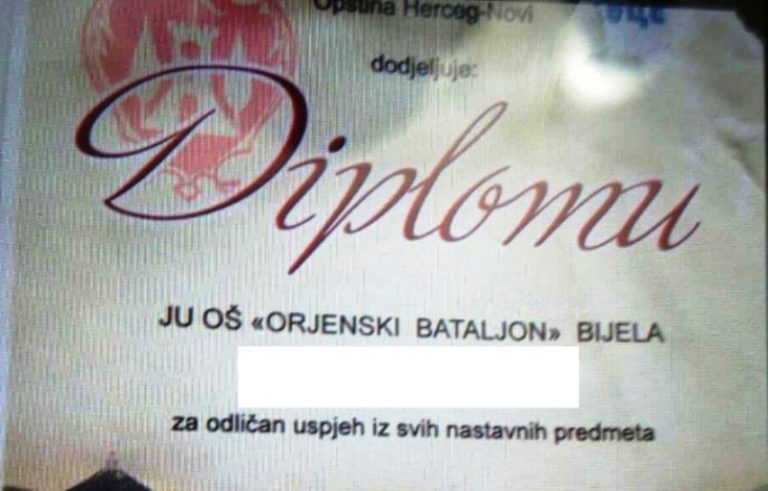 Opština Herceg-Novi
dodjeljuje:
Diplomu
JU OŠ «ORJENSKI BATALJON» BIJELA
za odličan uspjeh iz svih nastavnih predmeta